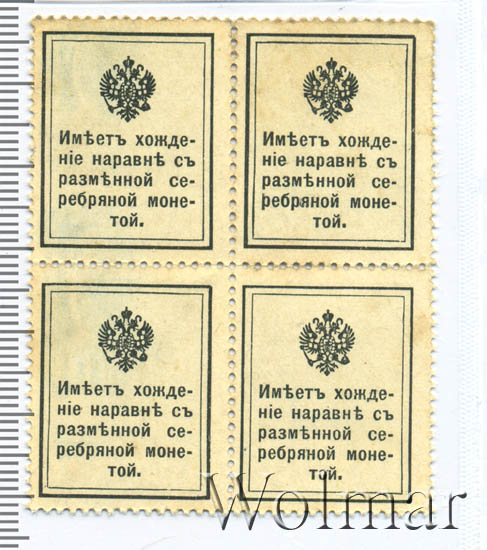 Имѣетъ хожде-
ніе наравнѣ съ
размѣнной се-
ребряной моне-
той.
Имѣетъ хожде-
ніе наравнѣ съ
размѣнной се-
ребряной моне-
той.
Имѣетъ хожде-
ніе наравнѣ съ
размѣнной се-
ребряной моне-
той.
Имѣетъ хожде-
ніе наравнѣ съ
размѣнной се-
ребряной моне-
той.
Wolmar